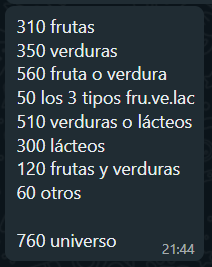 310 frutas
350 verduras
560 fruta o verdura
50 los 3 tipos fru.ve.lac
510 verduras o lácteos
300 lácteos
120 frutas y verduras
60 otros
760 universo
21:44